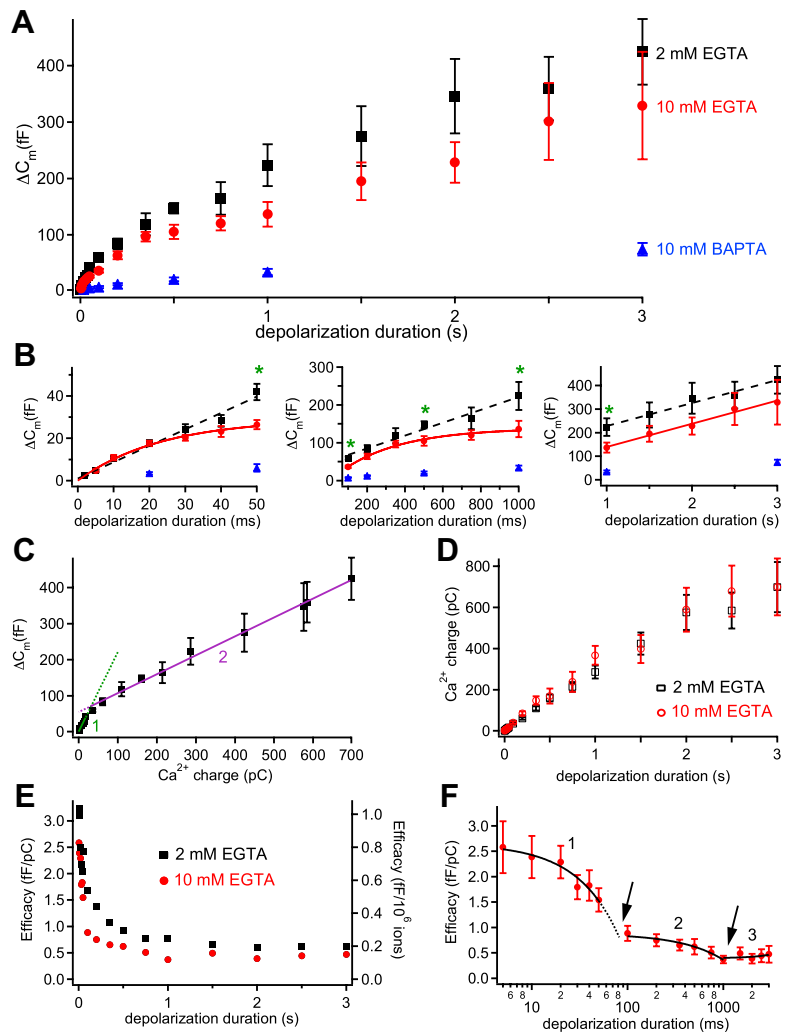 A
ΔCm(fF)
400
300
200
100
0
0
1
2
3
depolarization duration (s)
2 mM EGTA
10 mM EGTA
10 mM BAPTA
B
ΔCm(fF)
40
20
0
0
10
20
30
40
50
depolarization duration (ms)
*
ΔCm(fF)
300
200
100
0
200
400
600
800
1000
depolarization duration (ms)
*
*
*
ΔCm(fF)
400
300
200
100
0
1
2
3
depolarization duration (s)
*
C
ΔCm(fF)
400
300
200
100
0
0
100
200
300
400
500
600
700
Ca2+ charge (pC)
1
2
D
Ca2+ charge (pC)
800
600
400
200
0
0
1
2
3
depolarization duration (s)
2 mM EGTA
10 mM EGTA
E
Efficacy (fF/pC)
3.0
2.5
2.0
1.5
1.0
0.5
0.0
0
1
2
3
depolarization duration (s)
2 mM EGTA
10 mM EGTA
1.0
0.8
0.6
0.4
0.2
0.0
Efficacy (fF/10^6 ions)
F
Efficacy (fF/pC)
3.0
2.5
2.0
1.5
1.0
0.5
0.0
1
2
3
6 8 2 4 6 8 2 4 6 8 2
10 100 1000
depolarization duration (ms)